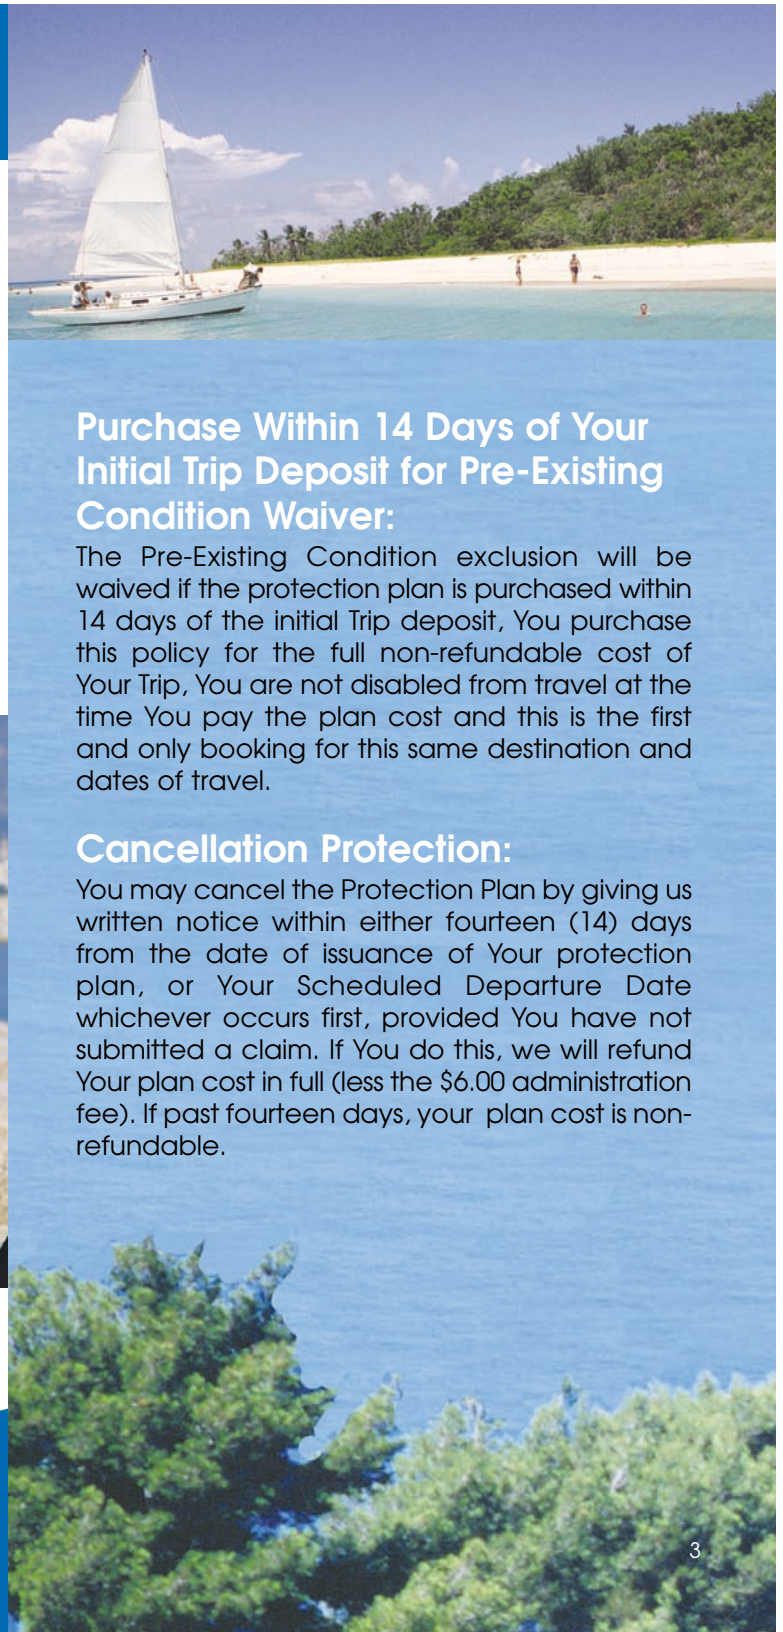 Purchase Within 14 Days of Your
Initial Trip Deposit for Pre-Existing
Condition Waiver:
The Pre-Existing Condition exclusion will be
waived if the protection plan is purchased within
14 days of the initial Trip deposit, You purchase
this policy for the full non-refundable cost of
Your Trip, You are not disabled from travel at the
time You pay the plan cost and this is the first
and only booking for this same destination and
dates of travel.
Cancellation Protection:
You may cancel the Protection Plan by giving us
written notice within either fourteen (14) days
from the date of issuance of Your protection
plan, or Your Scheduled Departure Date
whichever occurs first, provided You have not
submitted a claim. If You do this, we will refund
Your plan cost in full (less the $6.00 administration
fee). If past fourteen days, your  plan cost is non-
refundable.
3